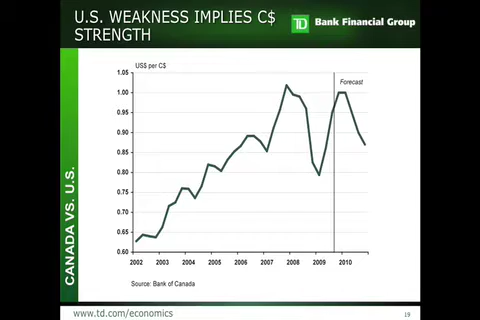 U.S. WEAKNESS IMPLIES C$
STRENGTH
TD Bank Financial Group
US$ per C$
Forecast
1.05
1.00
0.95
0.90
0.85
0.80
0.75
0.70
0.65
0.60
2002 2003 2004 2005 2006 2007 2008 2009 2010
Source: Bank of Canada
CANADA VS. U.S.
www.td.com/economics
19